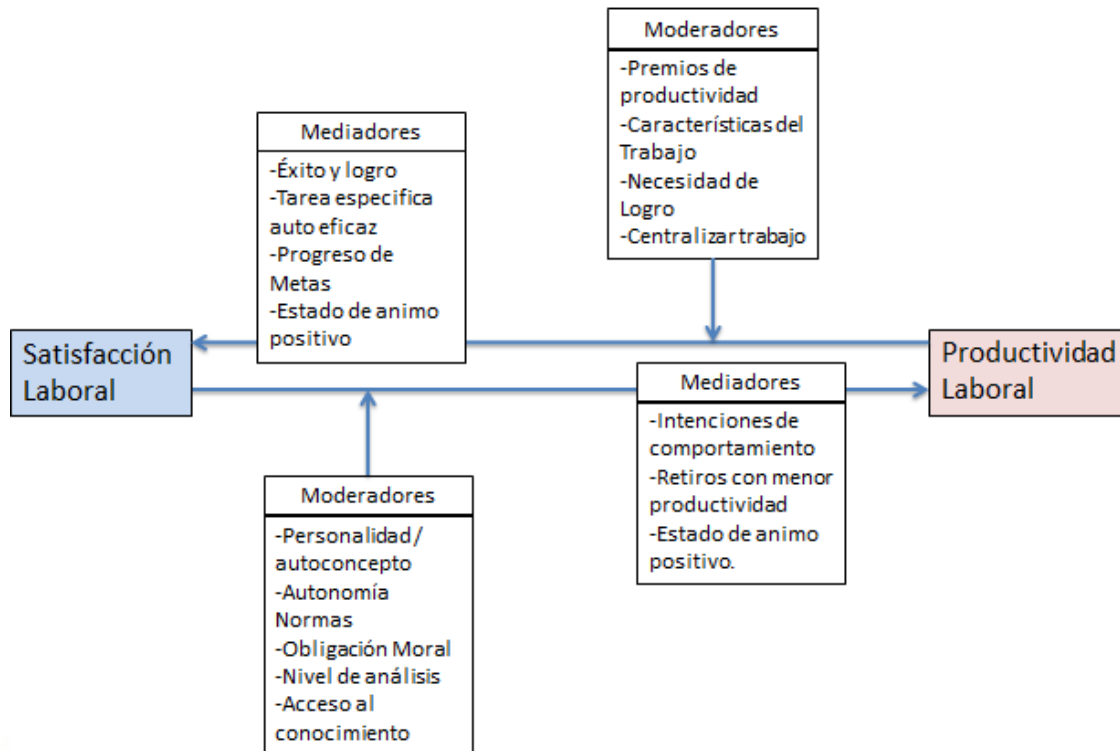 Moderadores
-Premios de
productividad
-Características del
Trabajo
-Necesidad de
Logro
-Centralizar trabajo
Mediadores
-Éxito y logro
-Tarea especifica
auto eficaz
-Progreso de
Metas
-Estado de animo
positivo
Satisfacción
Laboral
Productividad
Laboral
Mediadores
-Intenciones de
comportamiento
-Retiros con menor
productividad
-Estado de animo
positivo.
Moderadores
-Personalidad/
autoconcepto
-Autonomía
Normas
-Obligación Moral
-Nivel de análisis
-Acceso al
conocimiento